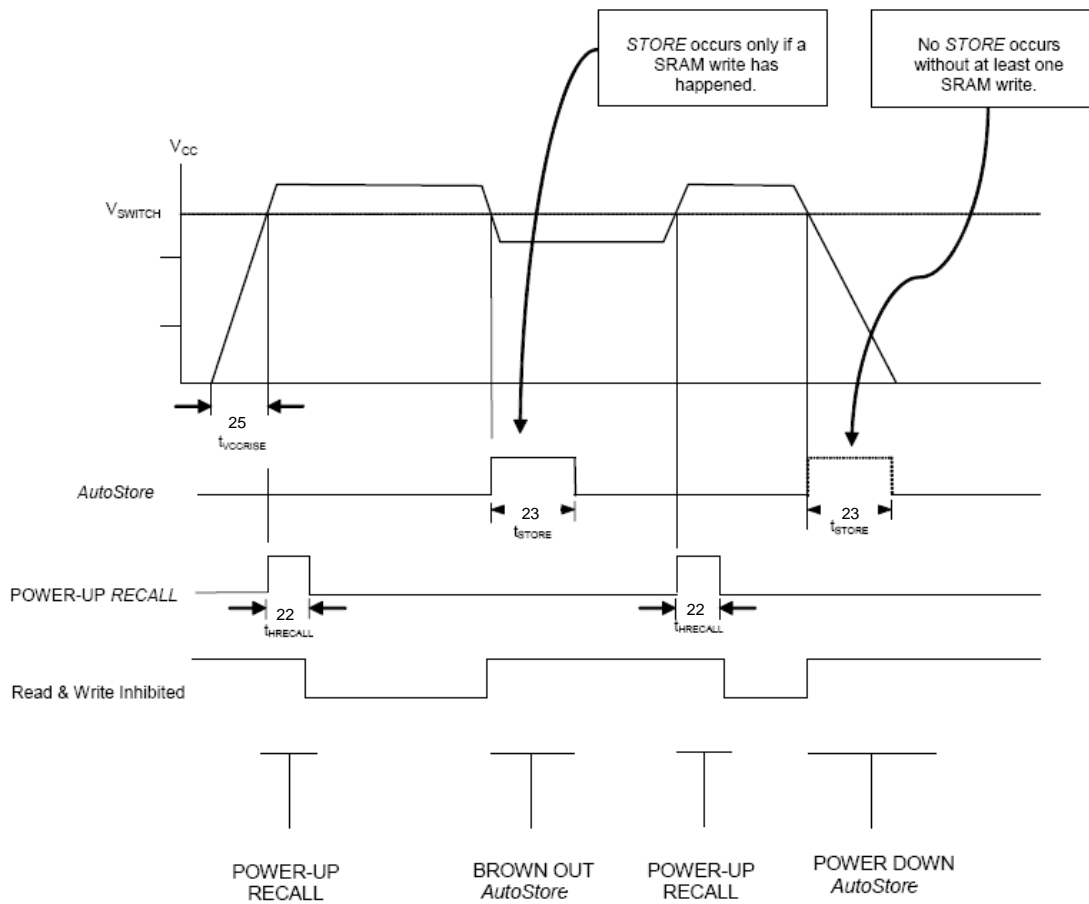 STORE occurs only if a
SRAM write has
happened.
No STORE occurs
without at least one
SRAM write.
VCC
VSWITCH
25
tVCCRISE
AutoStore
23
tSTORE
23
tSTORE
POWER-UP RECALL
22
tHRECALL
22
tHRECALL
Read & Write Inhibited
POWER-UP
RECALL
BROWN OUT
AutoStore
POWER-UP
RECALL
POWER DOWN
AutoStore